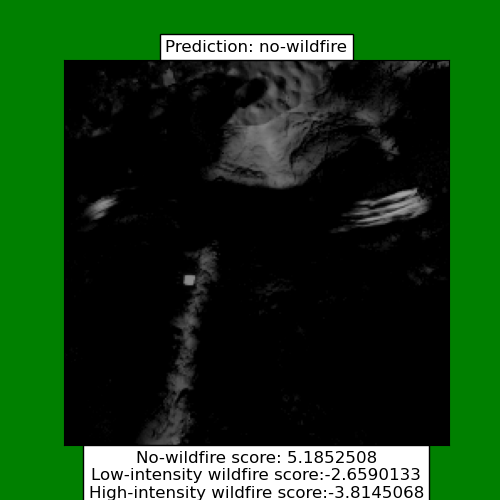 Prediction: no-wildfire
No-wildfire score: 5.1852508
Low-intensity wildfire score:-2.6590133
High-intensity wildfire score:-3.8145068